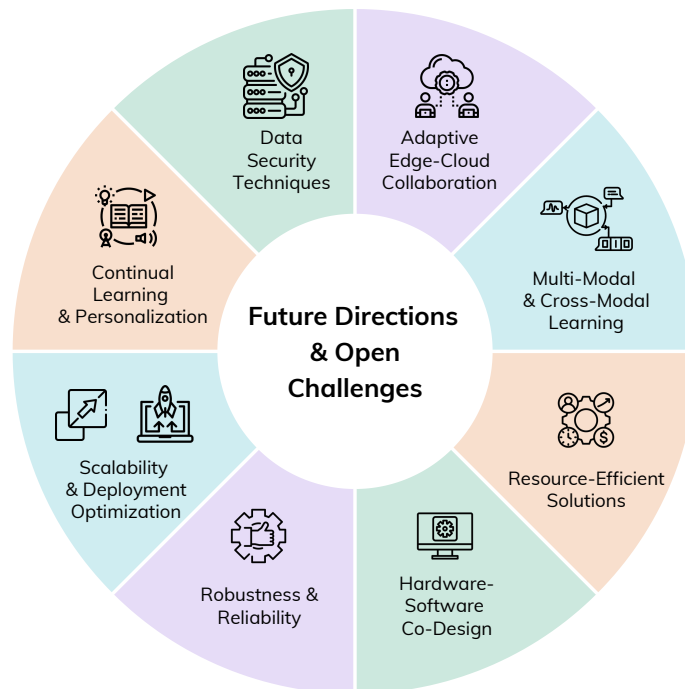 Future Directions
& Open
Challenges
Adaptive
Edge-Cloud
Collaboration
Multi-Modal
& Cross-Modal
Learning
Resource-Efficient
Solutions
Hardware-
Software
Co-Design
Robustness &
Reliability
Scalability
& Deployment
Optimization
Continual
Learning
& Personalization
Data
Security
Techniques